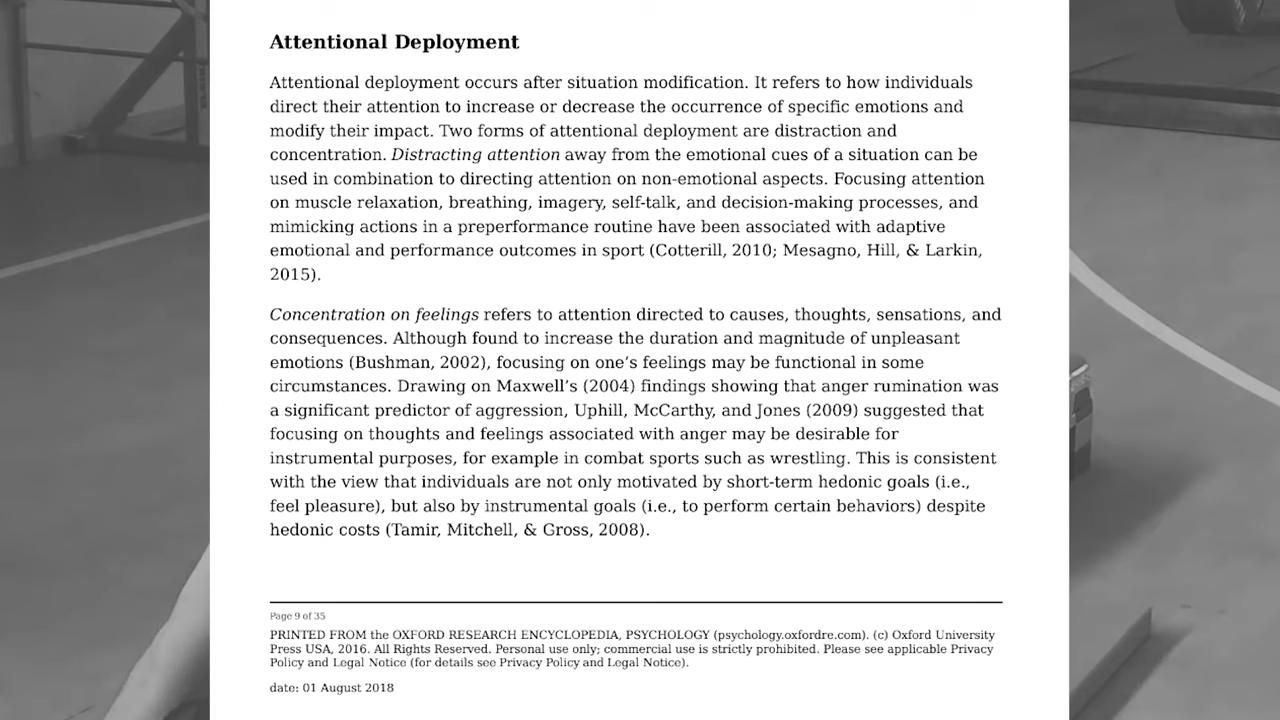 Attentional Deployment
Attentional deployment occurs after situation modification. It refers to how individuals
direct their attention to increase or decrease the occurrence of specific emotions and
modify their impact. Two forms of attentional deployment are distraction and
concentration. Distracting attention away from the emotional cues of a situation can be
used in combination to directing attention on non-emotional aspects. Focusing attention
on muscle relaxation, breathing, imagery, self-talk, and decision-making processes, and
mimicking actions in a preperformance routine have been associated with adaptive
emotional and performance outcomes in sport (Cotterill, 2010; Mesagno, Hill, & Larkin,
2015).
Concentration on feelings refers to attention directed to causes, thoughts, sensations, and
consequences. Although found to increase the duration and magnitude of unpleasant
emotions (Bushman, 2002), focusing on one’s feelings may be functional in some
circumstances. Drawing on Maxwell’s (2004) findings showing that anger rumination was
a significant predictor of aggression, Uphill, McCarthy, and Jones (2009) suggested that
focusing on thoughts and feelings associated with anger may be desirable for
instrumental purposes, for example in combat sports such as wrestling. This is consistent
with the view that individuals are not only motivated by short-term hedonic goals (i.e.,
feel pleasure), but also by instrumental goals (i.e., to perform certain behaviors) despite
hedonic costs (Tamir, Mitchell, & Gross, 2008).
Page 9 of 35
PRINTED FROM the OXFORD RESEARCH ENCYCLOPEDIA, PSYCHOLOGY (psychology.oxfordre.com). (c) Oxford University
Press USA, 2016. All Rights Reserved. Personal use only; commercial use is strictly prohibited. Please see applicable Privacy
Policy and Legal Notice (for details see Privacy Policy and Legal Notice).
date: 01 August 2018